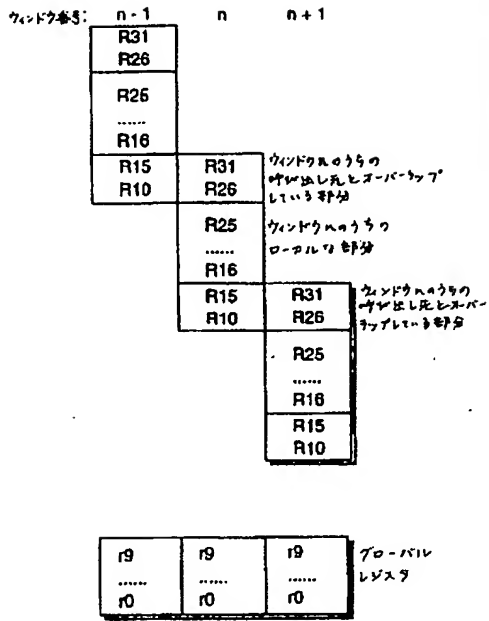 ウィンドウ番号: n - 1 n n + 1
R31
R26
R25
......
R16
R15 R31
R10 R26
ウィンドウnのうちの
呼び出し元とオーバーラップ
している部分
R25
......
R16
ウィンドウnのうちの
ローカルな部分
R15 R31
R10 R26
ウィンドウnのうちの
呼び出し元とオーバー
ラップしている部分
R25
......
R16
R15
R10
r9 r9 r9
...... ...... ......
r0 r0 r0
グローバル
レジスタ